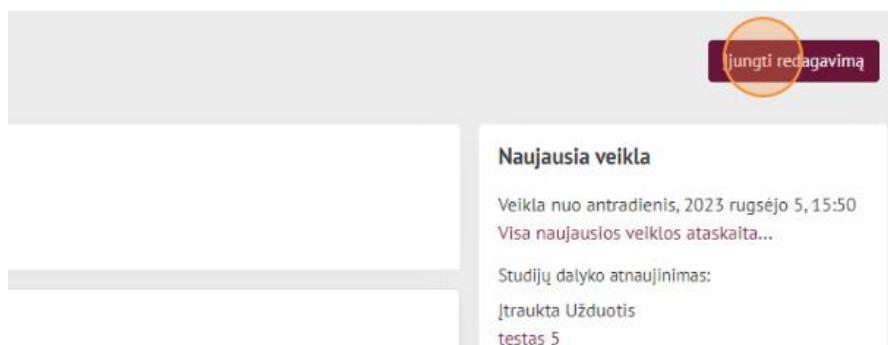 Įjungti redagavimą
Naujausia veikla
Veikla nuo antradienis, 2023 rugsėjo 5, 15:50
Visa naujausios veiklos ataskaita...
Studijų dalyko atnaujinimas:
Įtraukta Užduotis
testas 5